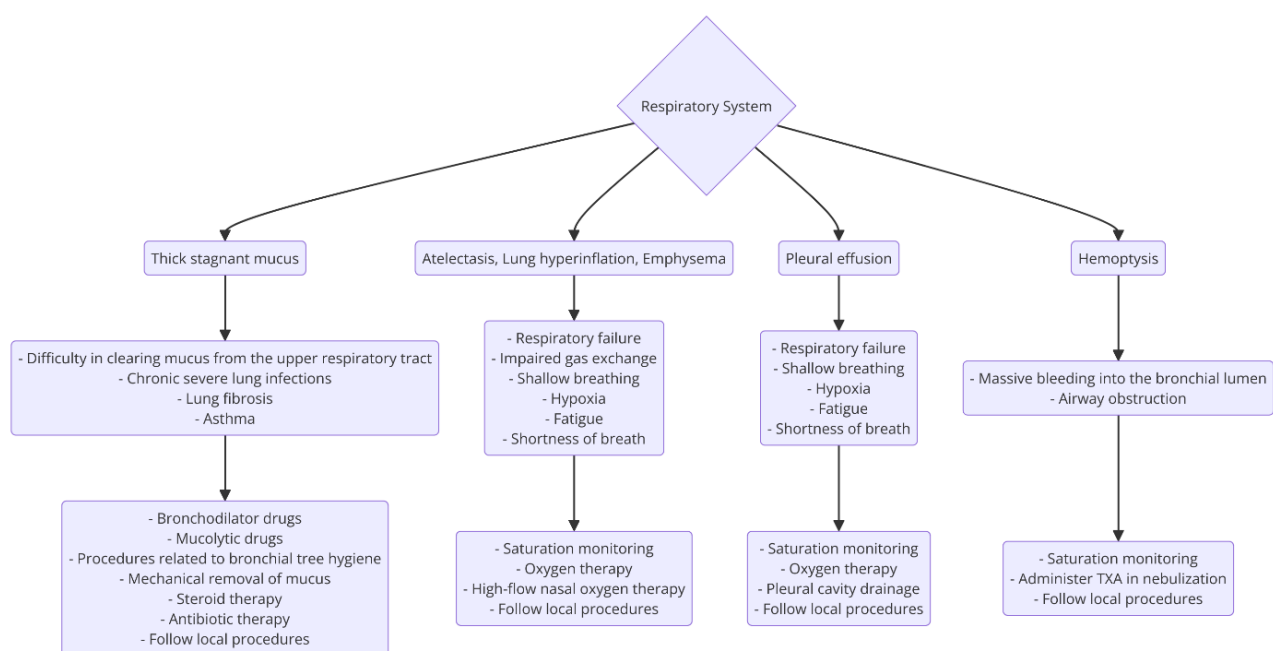 Respiratory System
Thick stagnant mucus
Atelectasis, Lung hyperinflation, Emphysema
Pleural effusion
Hemoptysis
- Difficulty in clearing mucus from the upper respiratory tract
- Chronic severe lung infections
- Lung fibrosis
- Asthma
- Respiratory failure
- Impaired gas exchange
- Shallow breathing
- Hypoxia
- Fatigue
- Shortness of breath
- Respiratory failure
- Shallow breathing
- Hypoxia
- Fatigue
- Shortness of breath
- Massive bleeding into the bronchial lumen
- Airway obstruction
- Bronchodilator drugs
- Mucolytic drugs
- Procedures related to bronchial tree hygiene
- Mechanical removal of mucus
- Steroid therapy
- Antibiotic therapy
- Follow local procedures
- Saturation monitoring
- Oxygen therapy
- High-flow nasal oxygen therapy
- Follow local procedures
- Saturation monitoring
- Oxygen therapy
- Pleural cavity drainage
- Follow local procedures
- Saturation monitoring
- Administer TXA in nebulization
- Follow local procedures